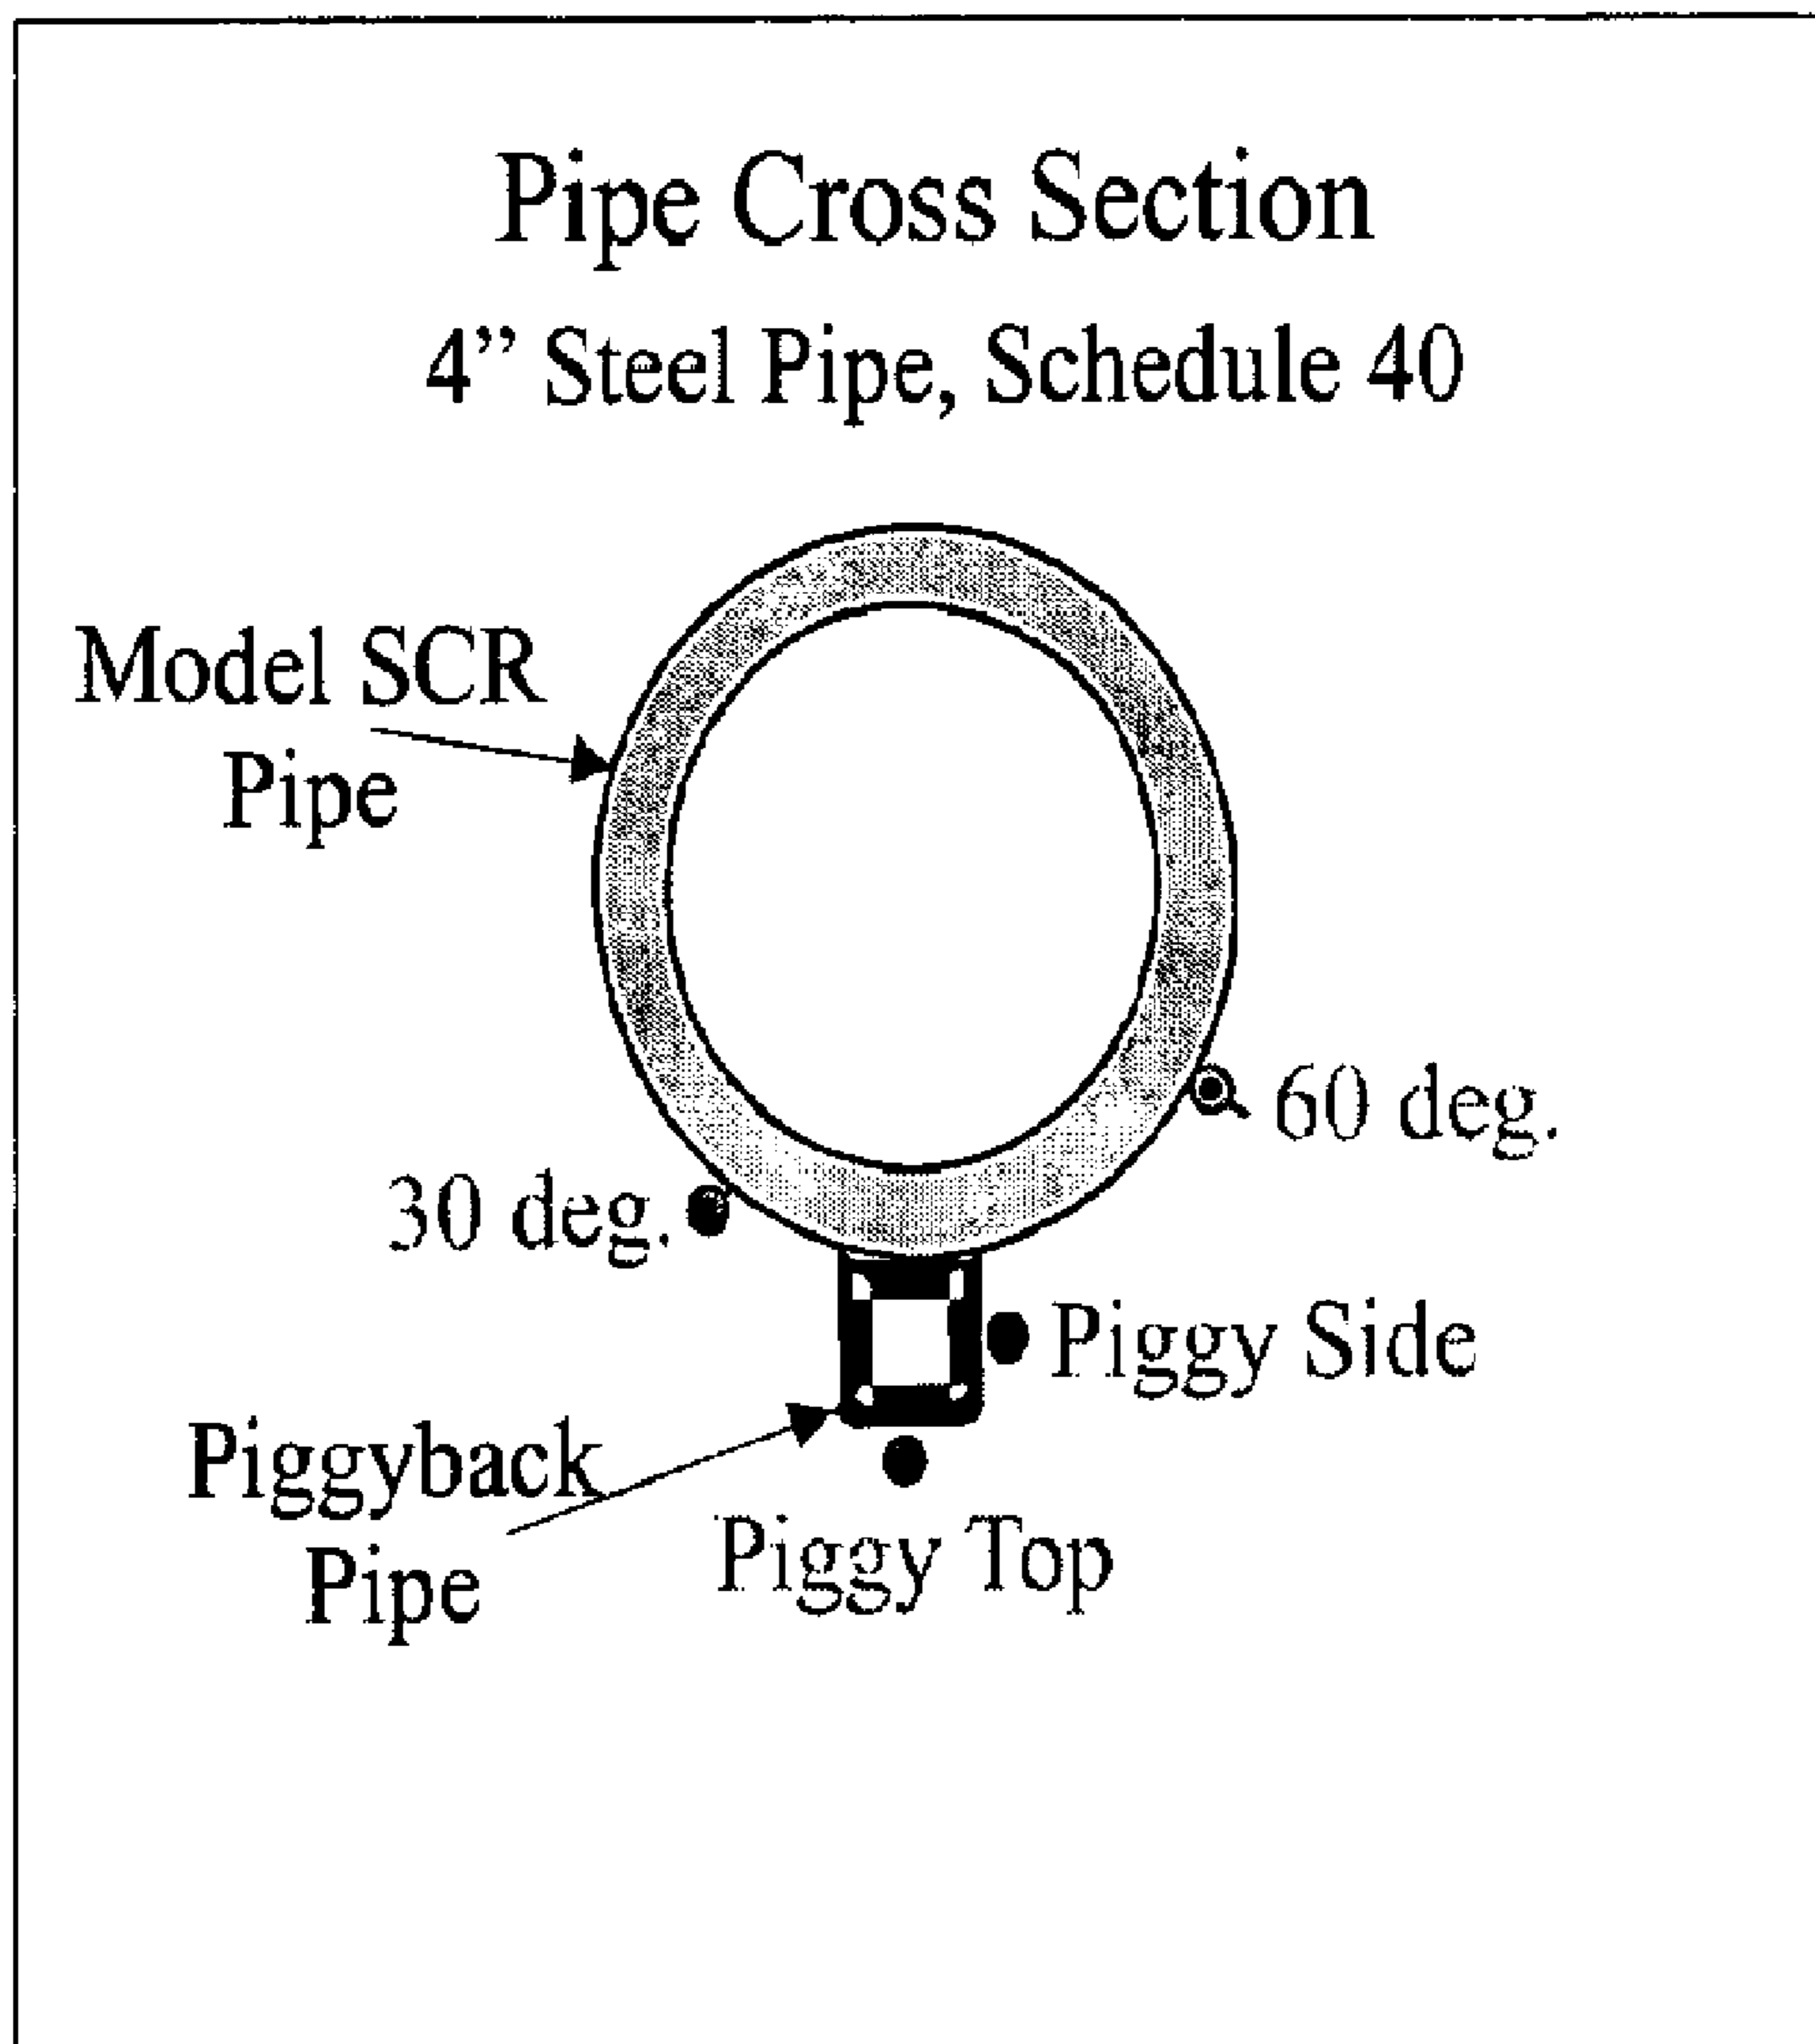 Pipe Cross Section
4” Steel Pipe, Schedule 40
Model SCR
Pipe
60 deg.
30 deg.
Piggy Side
Piggyback
Pipe
Piggy Top